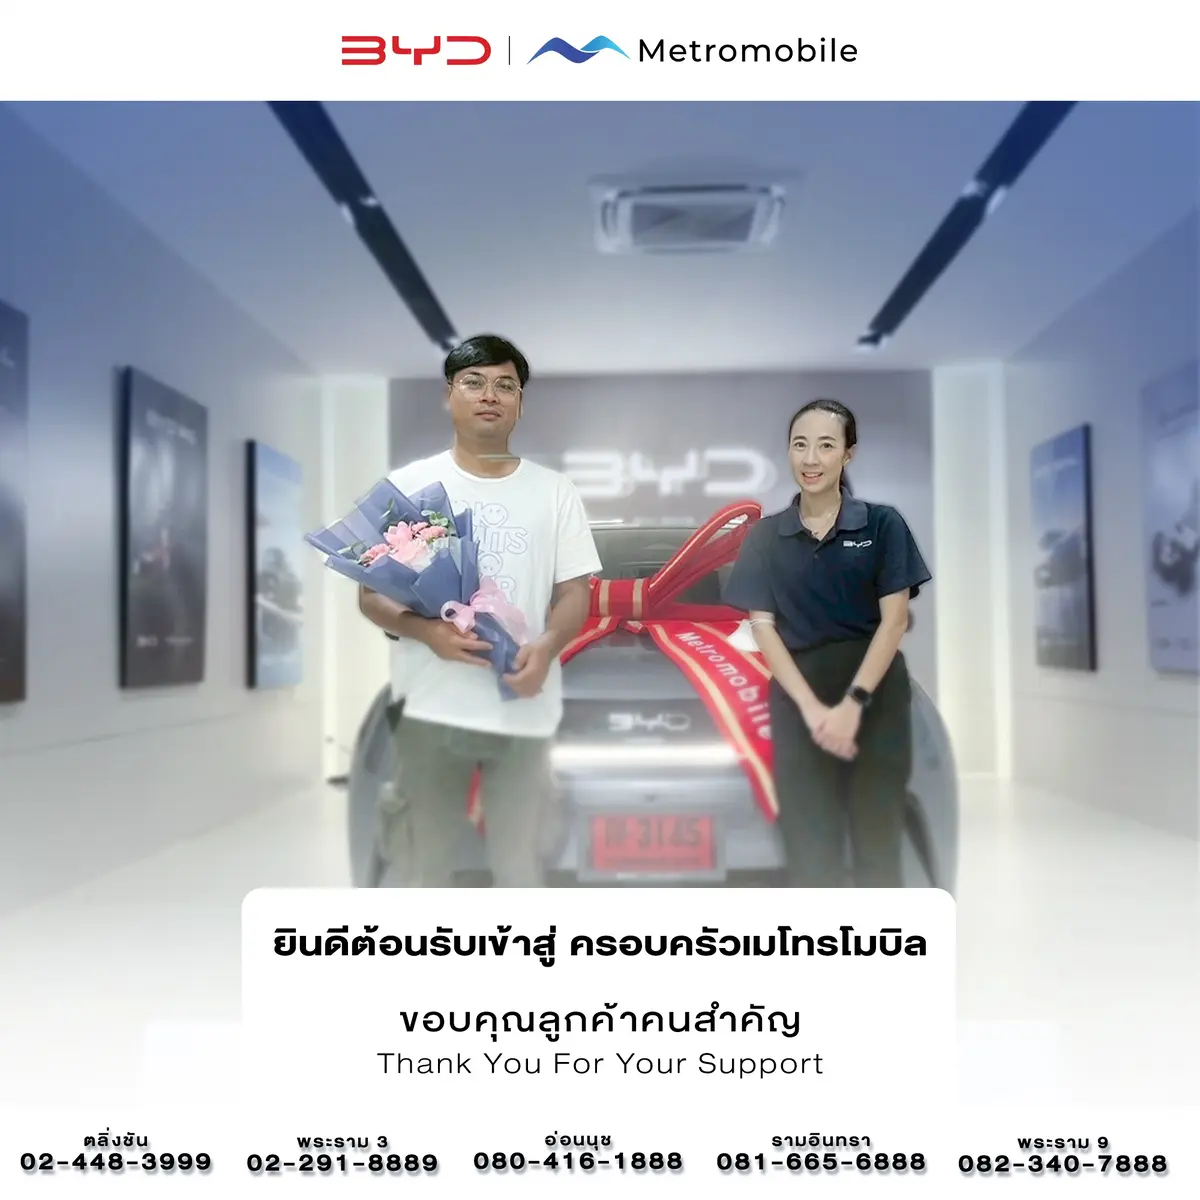 BYD | Metromobile
BYD
NO
LIMITS
BYD
Metromobile
BYD
ยินดีต้อนรับเข้าสู่ ครอบครัวเมโทรโมบิล
ขอบคุณลูกค้าคนสำคัญ
Thank You For Your Support
ตลิ่งชัน
02-448-3999
พระราม 3
02-291-8889
อ่อนนุช
080-416-1888
รามอินทรา
081-665-6888
พระราม 9
082-340-7888